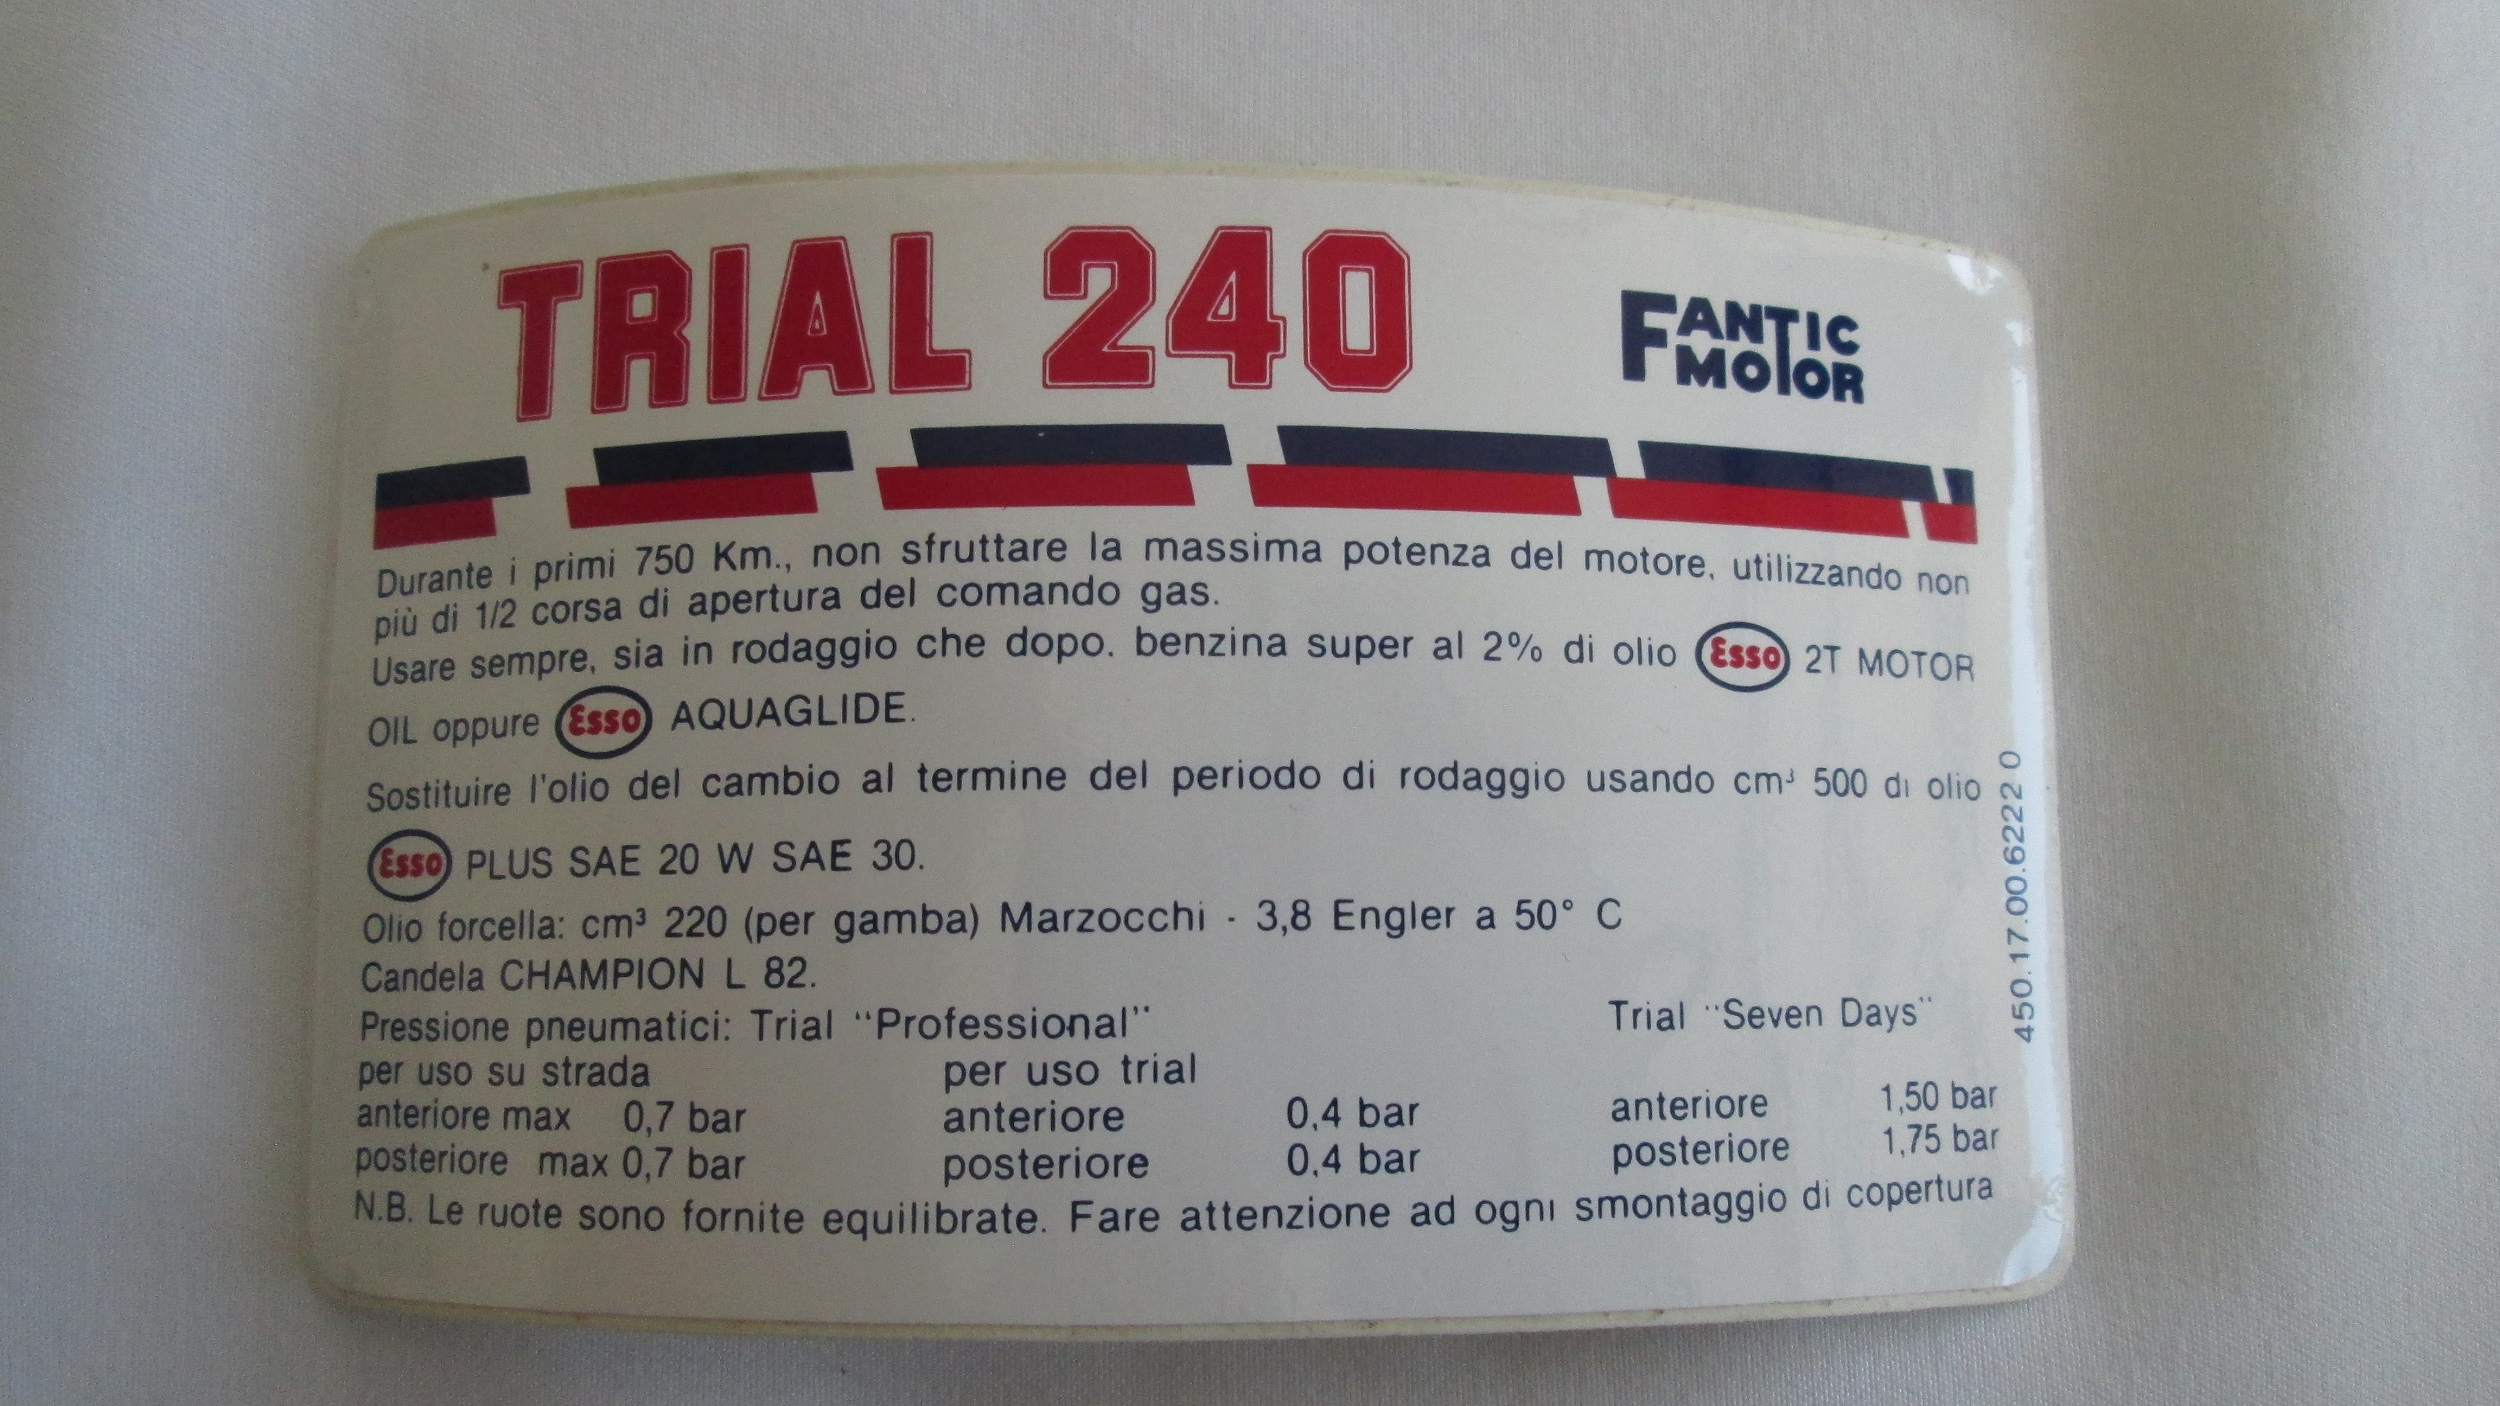 TRIAL 240
FANTIC MOTOR
Durante i primi 750 Km., non sfruttare la massima potenza del motore, utilizzando non
più di 1/2 corsa di apertura del comando gas.
Usare sempre, sia in rodaggio che dopo. benzina super al 2% di olio Esso 2T MOTOR
OIL oppure Esso AQUAGLIDE.
Sostituire l'olio del cambio al termine del periodo di rodaggio usando cm³ 500 di olio
Esso PLUS SAE 20 W SAE 30.
Olio forcella: cm³ 220 (per gamba) Marzocchi - 3,8 Engler a 50° C
Candela CHAMPION L 82.
Pressione pneumatici: Trial "Professional" Trial "Seven Days"
per uso su strada per uso trial
anteriore max 0,7 bar anteriore 0,4 bar anteriore 1,50 bar
posteriore max 0,7 bar posteriore 0,4 bar posteriore 1,75 bar
N.B. Le ruote sono fornite equilibrate. Fare attenzione ad ogni smontaggio di copertura
450.17.00.6222 0